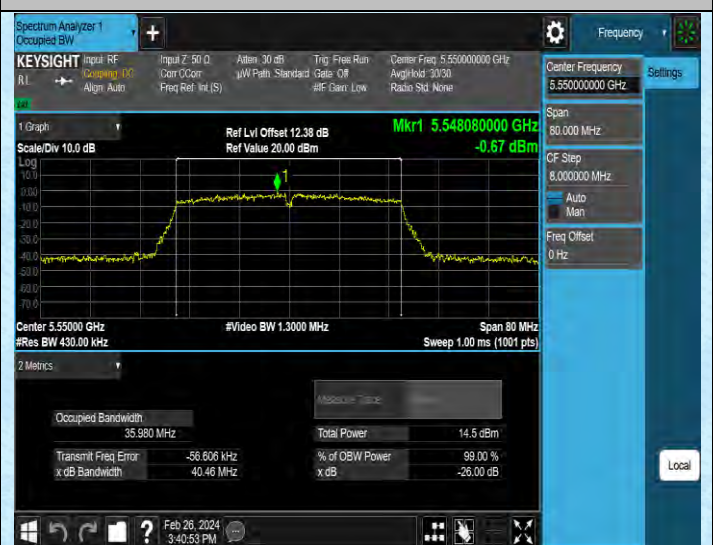 Spectrum Analyzer 1
Occupied BW
+
Frequency
KEYSIGHT
Input: RF
Coupling: DC
Align: Auto
RL
Input Z: 50 Ω
Corr CCorr
Freq Ref: Int (S)
Atten: 30 dB
µW Path: Standard
Trig: Free Run
Gate: Off
#IF Gain: Low
Center Freq: 5.550000000 GHz
Avg|Hold: 30/30
Radio Std: None
Center Frequency
5.550000000 GHz
Settings
Span
80.000 MHz
CF Step
8.000000 MHz
Auto
Man
Freq Offset
0 Hz
1 Graph
Scale/Div 10.0 dB
Ref Lvl Offset 12.38 dB
Ref Value 20.00 dBm
Mkr1 5.548080000 GHz
-0.67 dBm
Log
10.0
0.00
-10.0
-20.0
-30.0
-40.0
-50.0
-60.0
-70.0
1
Center 5.55000 GHz
#Res BW 430.00 kHz
#Video BW 1.3000 MHz
Span 80 MHz
Sweep 1.00 ms (1001 pts)
2 Metrics
Measure Trace
Occupied Bandwidth
35.980 MHz
Total Power 14.5 dBm
Transmit Freq Error -56.606 kHz
% of OBW Power 99.00 %
x dB Bandwidth 40.46 MHz
x dB -26.00 dB
Local
?
Feb 26, 2024
3:40:53 PM